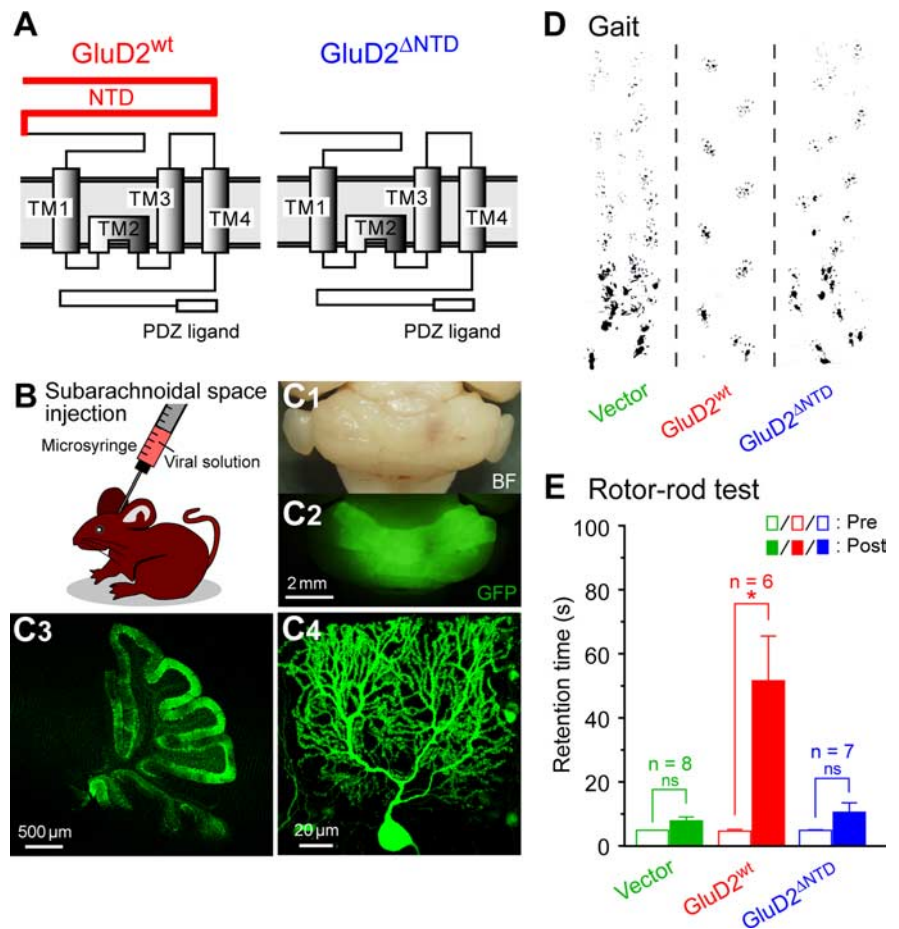 A
GluD2wt
GluD2ΔNTD
NTD
TM1
TM2
TM3
TM4
PDZ ligand
TM1
TM2
TM3
TM4
PDZ ligand
B Subarachnoidal space
injection
Microsyringe
Viral solution
C1
BF
C2
2 mm
GFP
C3
500 µm
C4
20 µm
D Gait
Vector
GluD2wt
GluD2ΔNTD
E Rotor-rod test
/ / : Pre
/ / : Post
Retention time (s)
100
80
60
40
20
0
n = 8
ns
n = 6
*
n = 7
ns
Vector
GluD2wt
GluD2ΔNTD